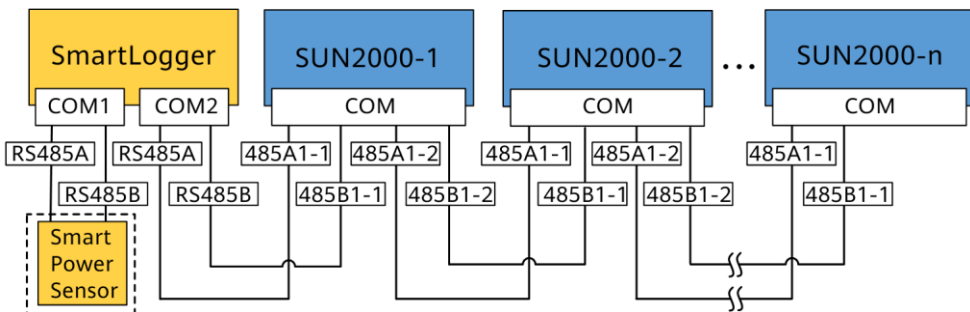 SmartLogger
SUN2000-1
SUN2000-2
...
SUN2000-n
COM1
COM2
COM
COM
COM
RS485A
RS485A
485A1-1
485A1-2
485A1-1
485A1-2
485A1-1
RS485B
RS485B
485B1-1
485B1-2
485B1-1
485B1-2
485B1-1
Smart
Power
Sensor